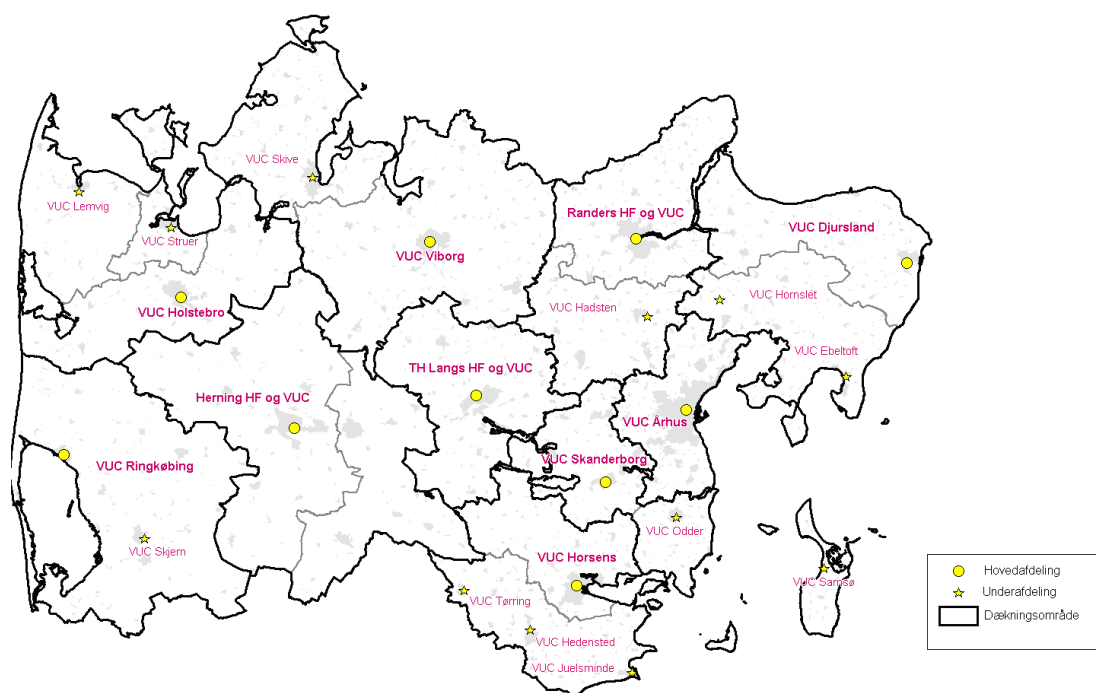 VUC Skive
VUC Lemvig
Randers HF og VUC
VUC Djursland
VUC Struer
VUC Viborg
VUC Hornslet
VUC Holstebro
VUC Hadsten
VUC Ebeltoft
TH Langs HF og VUC
Herning HF og VUC
VUC Århus
VUC Skanderborg
VUC Ringkøbing
VUC Odder
VUC Skjern
VUC Horsens
VUC Samsø
VUC Tørring
VUC Hedensted
VUC Juelsminde
Hovedafdeling
Underafdeling
Dækningsområde